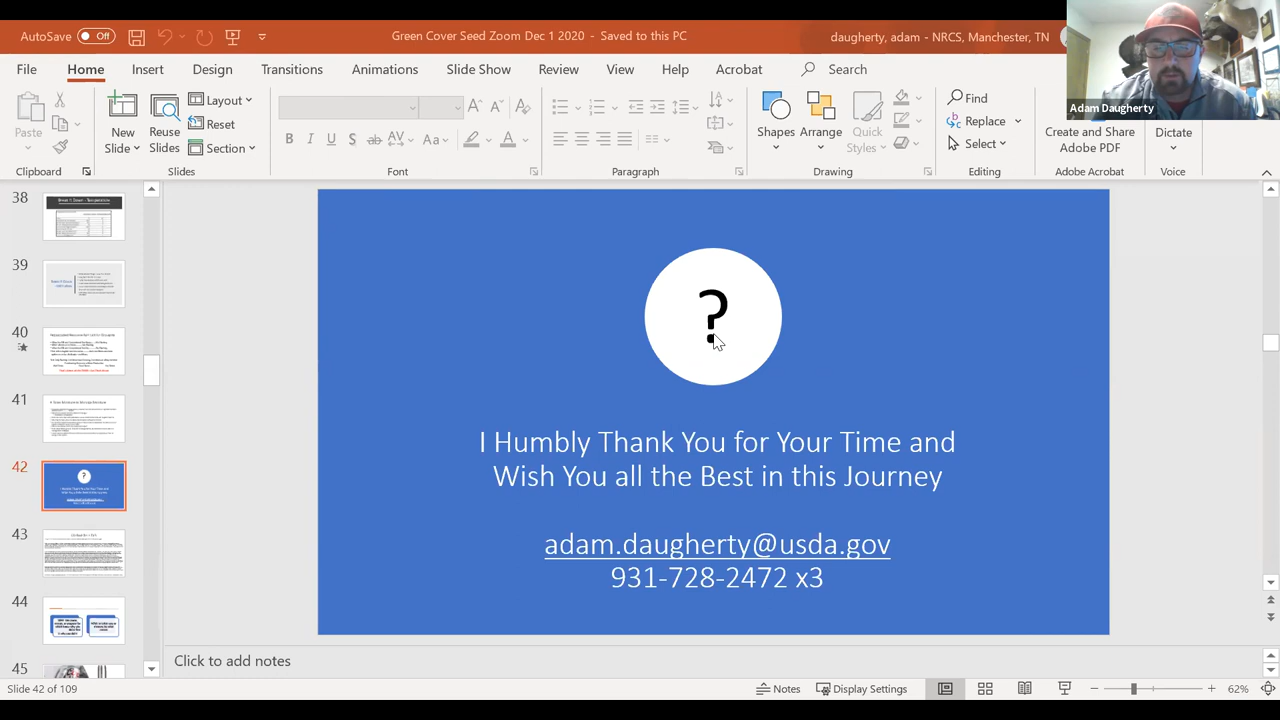 AutoSave Off
Green Cover Seed Zoom Dec 1 2020 - Saved to this PC
daugherty, adam - NRCS, Manchester, TN
Adam Daugherty
File Home Insert Design Transitions Animations Slide Show Review View Help Acrobat Search
Paste
New Slide
Reuse Slides
Layout
Reset
Section
Shapes
Arrange
Quick Styles
Find
Replace
Select
Create and Share Adobe PDF
Dictate
Clipboard
Slides
Font
Paragraph
Drawing
Editing
Adobe Acrobat
Voice
38
39
40
41
42
43
44
45
?
I Humbly Thank You for Your Time and
Wish You all the Best in this Journey
adam.daugherty@usda.gov
931-728-2472 x3
Click to add notes
Slide 42 of 109
Notes
Display Settings
62%